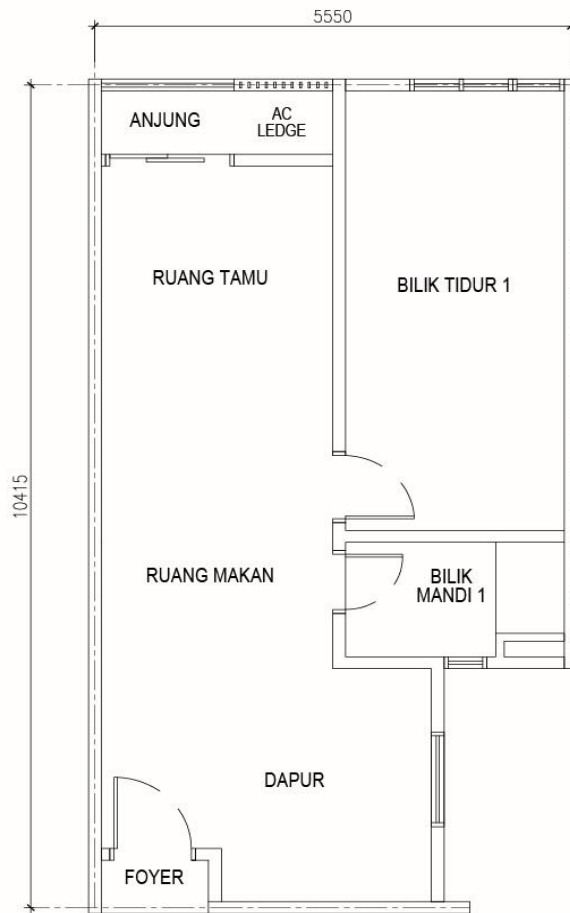 5550
ANJUNG
AC
LEDGE
RUANG TAMU
BILIK TIDUR 1
10415
RUANG MAKAN
BILIK
MANDI 1
DAPUR
FOYER